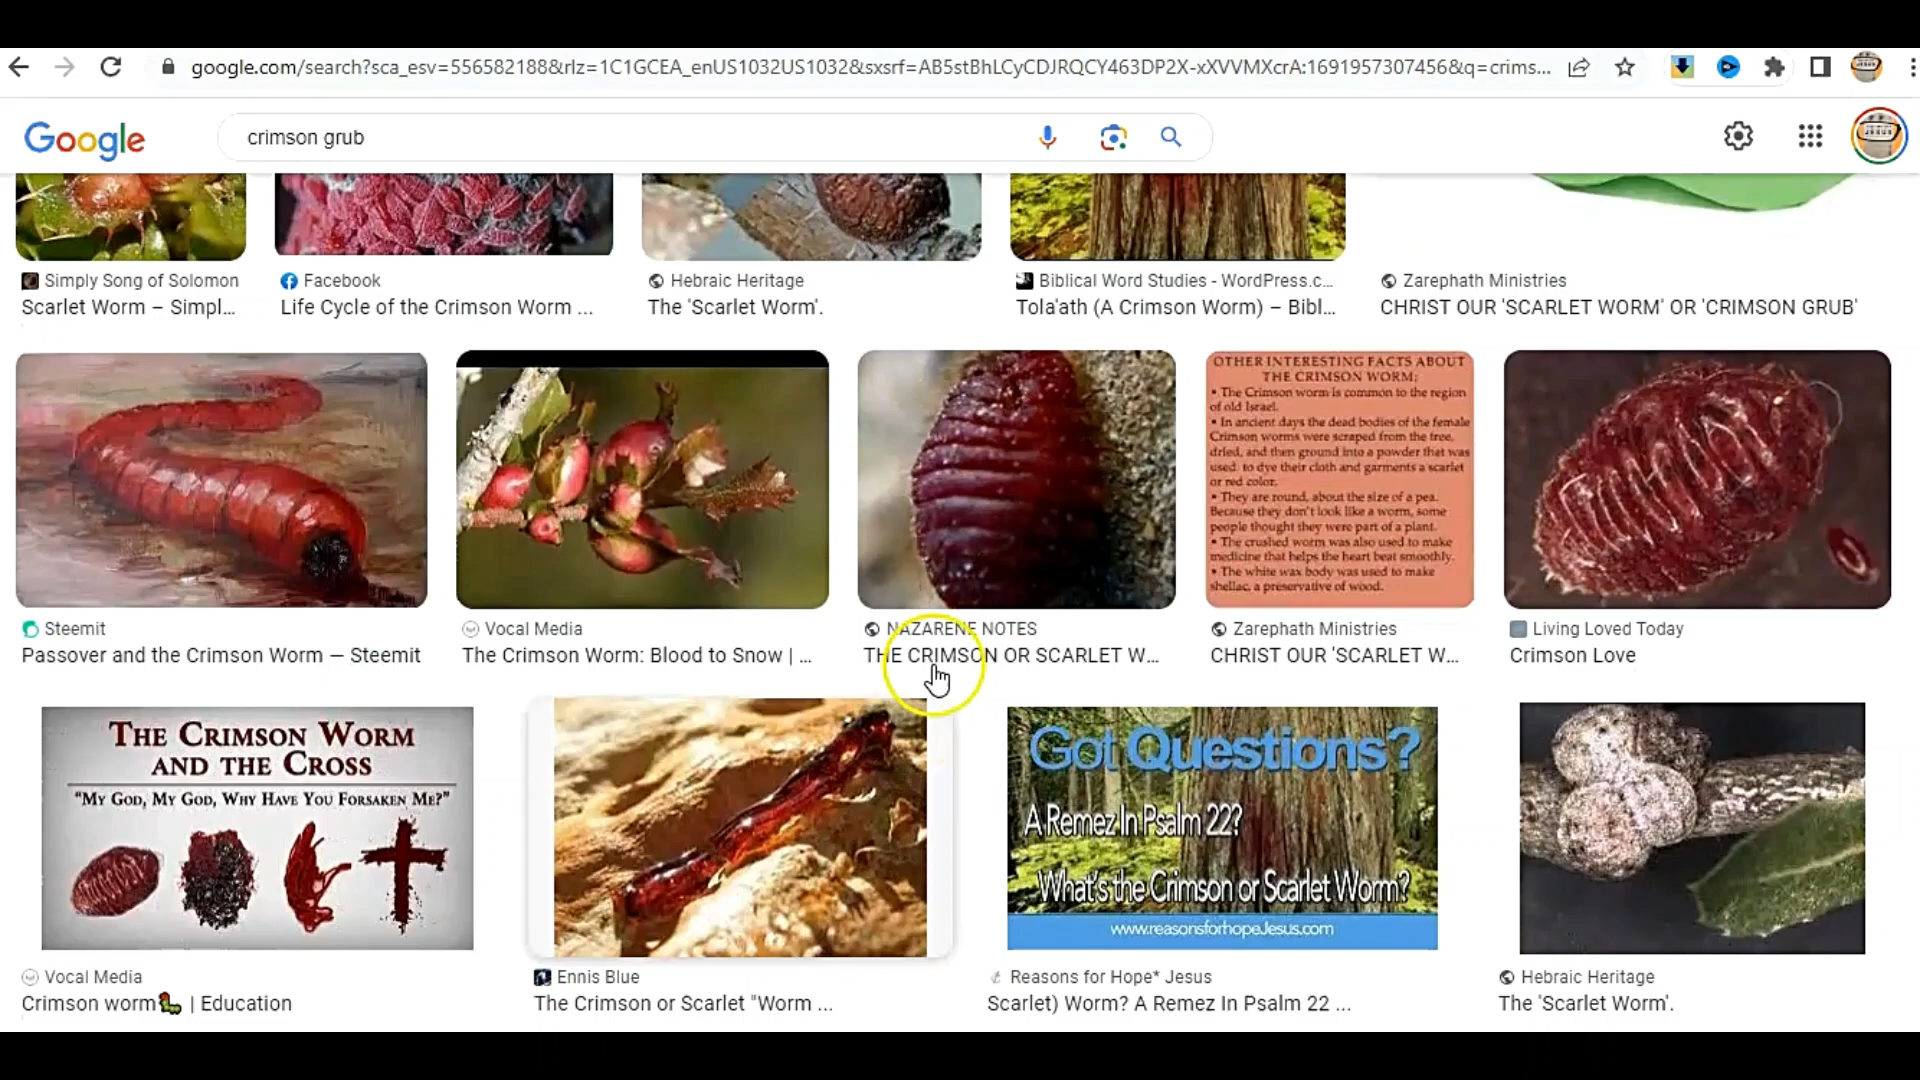 google.com/search?sca_esv=556582188&rlz=1C1GCEA_enUS1032US1032&sxsrf=AB5stBhLCyCDJRQCY463DP2X-xXVVMXcrA:1691957307456&q=crims...
Google
crimson grub
JESUS
Simply Song of Solomon
Scarlet Worm – Simpl...
Facebook
Life Cycle of the Crimson Worm ...
Hebraic Heritage
The 'Scarlet Worm'.
Biblical Word Studies - WordPress.c...
Tola'ath (A Crimson Worm) – Bibl...
Zarephath Ministries
CHRIST OUR 'SCARLET WORM' OR 'CRIMSON GRUB'
OTHER INTERESTING FACTS ABOUT
THE CRIMSON WORM:
• The Crimson worm is common to the region
of old Israel.
• In ancient days the dead bodies of the female
Crimson worms were scraped from the tree,
dried, and then ground into a powder that was
used to dye their cloth and garments a scarlet
or red color.
• They are round, about the size of a pea.
Because they don't look like a worm, some
people thought they were part of a plant.
• The crushed worm was also used to make
medicine that helps the heart beat smoothly.
• The white wax body was used to make
shellac, a preservative of wood.
Steemit
Passover and the Crimson Worm — Steemit
Vocal Media
The Crimson Worm: Blood to Snow | ...
NAZARENE NOTES
THE CRIMSON OR SCARLET W...
Zarephath Ministries
CHRIST OUR 'SCARLET W...
Living Loved Today
Crimson Love
THE CRIMSON WORM
AND THE CROSS
"MY GOD, MY GOD, WHY HAVE YOU FORSAKEN ME?"
Got Questions?
A Remez In Psalm 22?
What's the Crimson or Scarlet Worm?
www.reasonsforhopeJesus.com
Vocal Media
Crimson worm🐛 | Education
Ennis Blue
The Crimson or Scarlet "Worm ...
Reasons for Hope* Jesus
Scarlet) Worm? A Remez In Psalm 22 ...
Hebraic Heritage
The 'Scarlet Worm'.